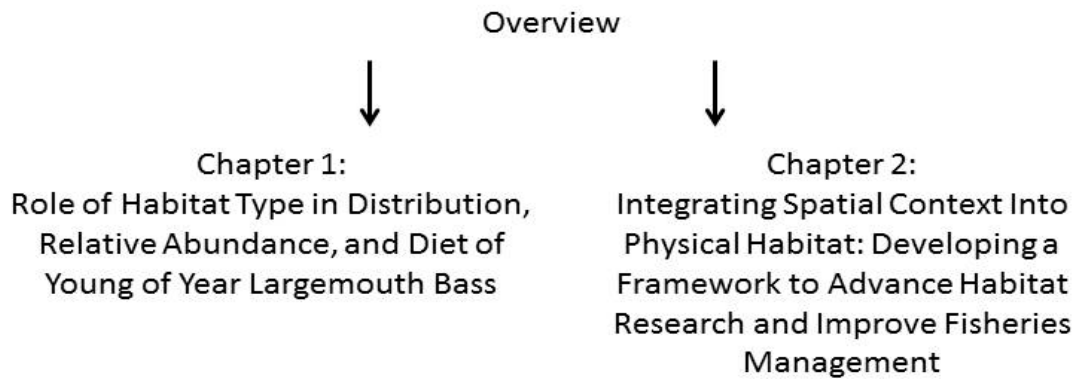 Overview
Chapter 1:
Role of Habitat Type in Distribution,
Relative Abundance, and Diet of
Young of Year Largemouth Bass
Chapter 2:
Integrating Spatial Context Into
Physical Habitat: Developing a
Framework to Advance Habitat
Research and Improve Fisheries
Management